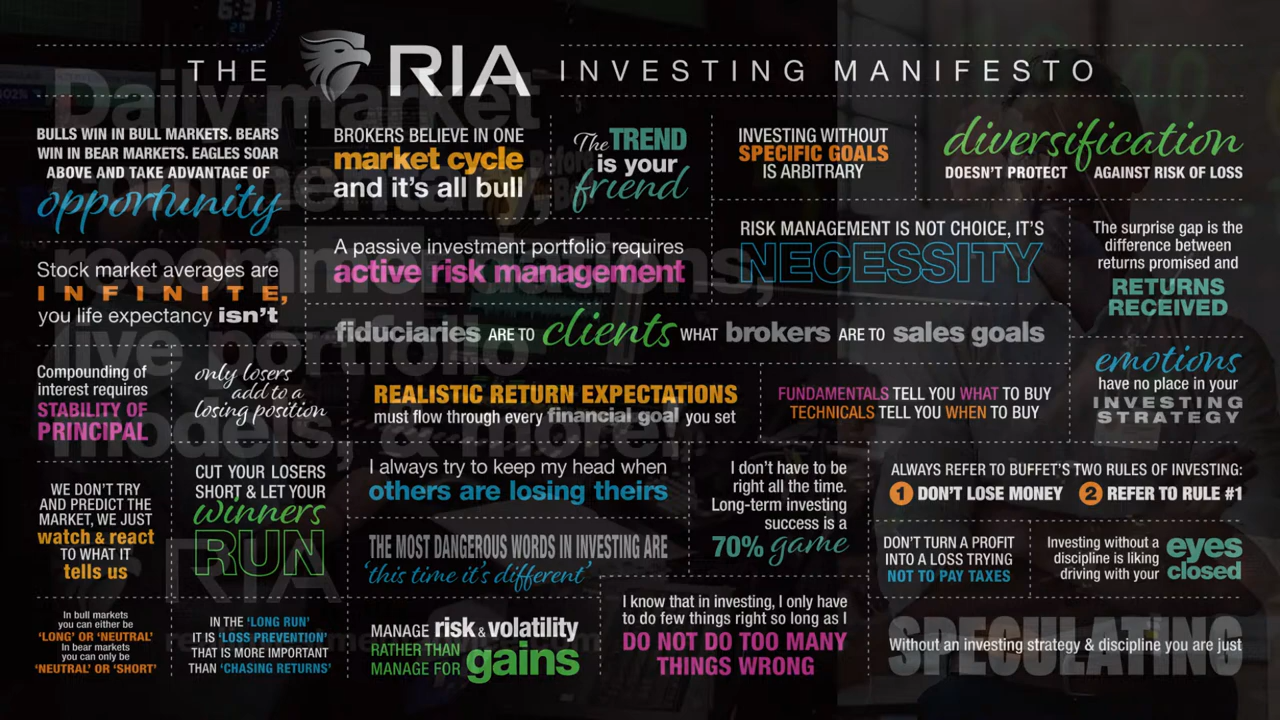 THE RIA INVESTING MANIFESTO
BULLS WIN IN BULL MARKETS. BEARS
WIN IN BEAR MARKETS. EAGLES SOAR
ABOVE AND TAKE ADVANTAGE OF
opportunity
BROKERS BELIEVE IN ONE
market cycle
and it's all bull
The TREND
is your
friend
INVESTING WITHOUT
SPECIFIC GOALS
IS ARBITRARY
diversification
DOESN'T PROTECT AGAINST RISK OF LOSS
Stock market averages are
INFINITE,
you life expectancy isn't
A passive investment portfolio requires
active risk management
RISK MANAGEMENT IS NOT CHOICE, IT'S
NECESSITY
The surprise gap is the
difference between
returns promised and
RETURNS
RECEIVED
fiduciaries ARE TO clients WHAT brokers ARE TO sales goals
Compounding of
interest requires
STABILITY OF
PRINCIPAL
only losers
add to a
losing position
REALISTIC RETURN EXPECTATIONS
must flow through every financial goal you set
FUNDAMENTALS TELL YOU WHAT TO BUY
TECHNICALS TELL YOU WHEN TO BUY
emotions
have no place in your
INVESTING
STRATEGY
WE DON'T TRY
AND PREDICT THE
MARKET, WE JUST
watch & react
TO WHAT IT
tells us
CUT YOUR LOSERS
SHORT & LET YOUR
winners
RUN
I always try to keep my head when
others are losing theirs
I don't have to be
right all the time.
Long-term investing
success is a
70% game
ALWAYS REFER TO BUFFET'S TWO RULES OF INVESTING:
1 DON'T LOSE MONEY 2 REFER TO RULE #1
THE MOST DANGEROUS WORDS IN INVESTING ARE
'this time it's different'
DON'T TURN A PROFIT
INTO A LOSS TRYING
NOT TO PAY TAXES
Investing without a
discipline is liking
driving with your
eyes
closed
In bull markets
you can either be
'LONG' OR 'NEUTRAL'
In bear markets
you can only be
'NEUTRAL' OR 'SHORT'
IN THE 'LONG RUN'
IT IS 'LOSS PREVENTION'
THAT IS MORE IMPORTANT
THAN 'CHASING RETURNS'
MANAGE risk & volatility
RATHER THAN
MANAGE FOR gains
I know that in investing, I only have
to do few things right so long as I
DO NOT DO TOO MANY
THINGS WRONG
Without an investing strategy & discipline you are just
SPECULATING
Daily market
commentary,
recommendations,
live portfolio
models, & more!
RIA